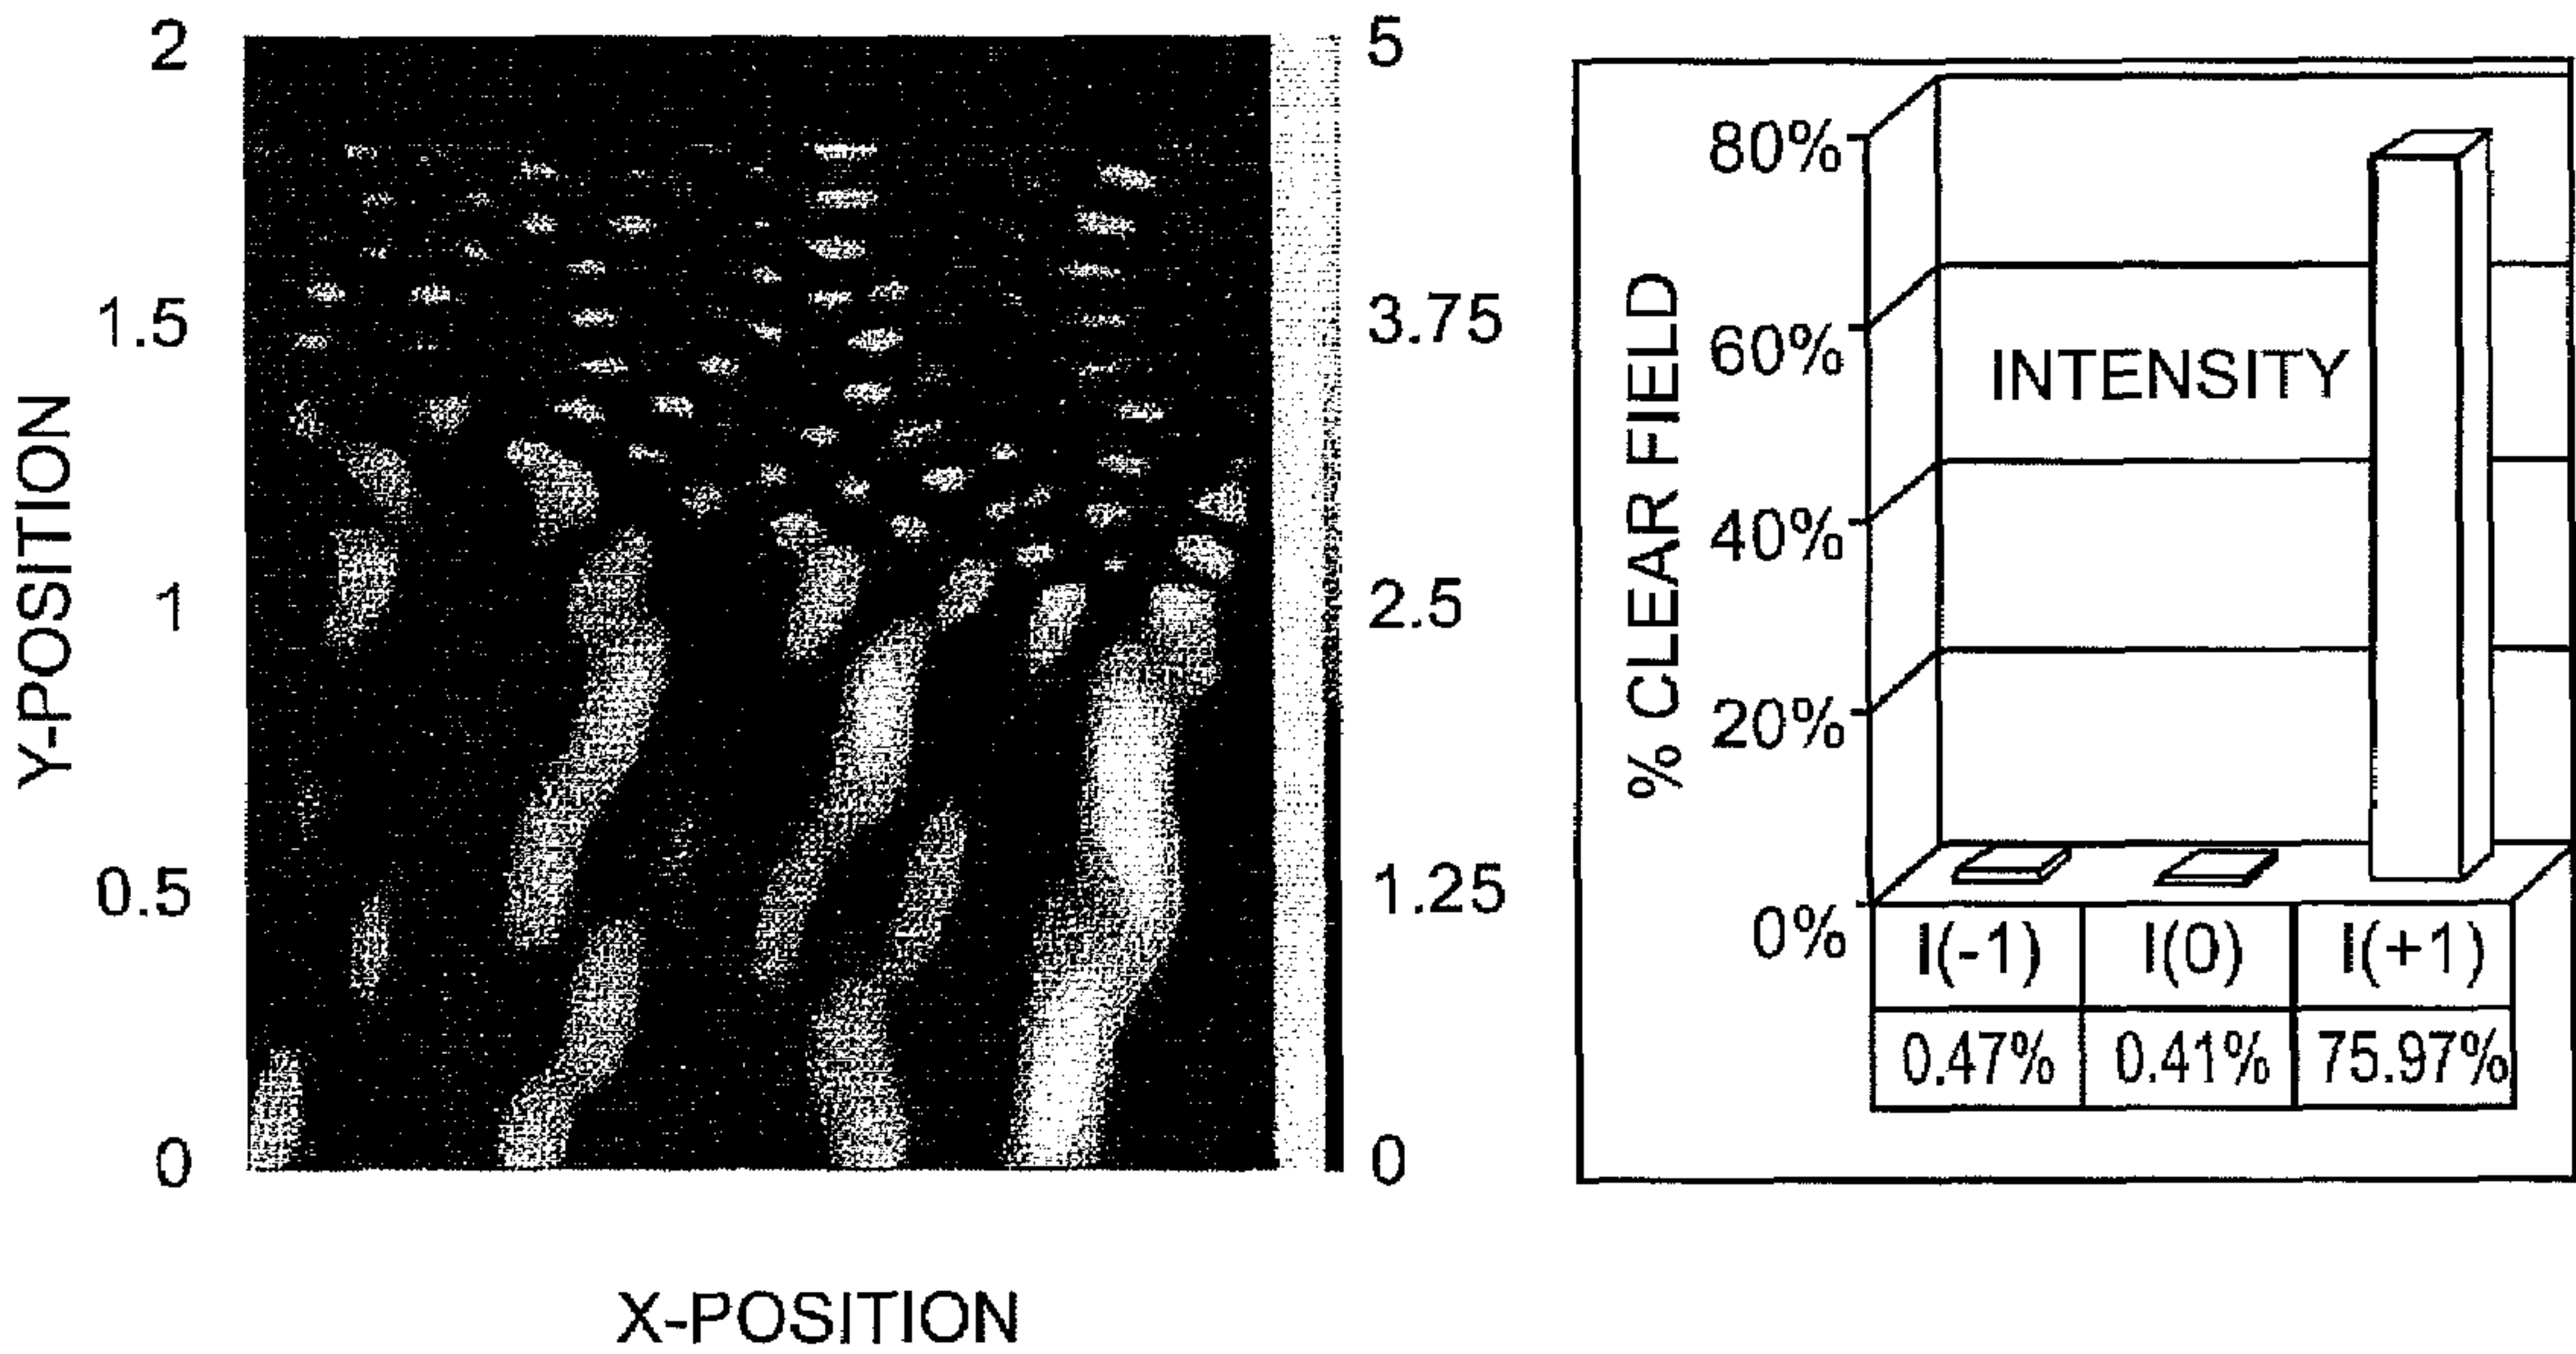 2
1.5
1
0.5
0
Y-POSITION
X-POSITION
5
3.75
2.5
1.25
0
% CLEAR FIELD
80%
60%
40%
20%
0%
INTENSITY
I(-1) I(0) I(+1)
0.47% 0.41% 75.97%